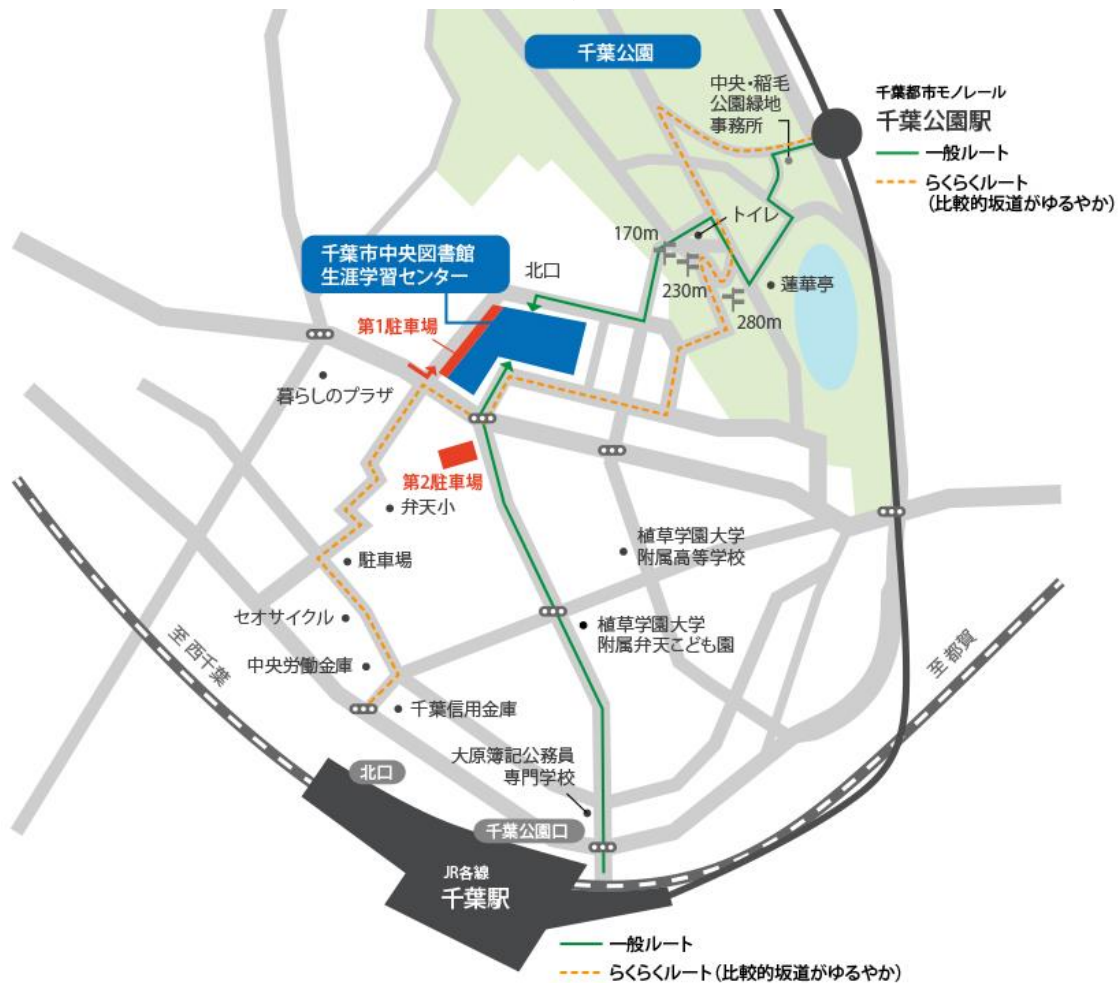 千葉公園
中央・稲毛
公園緑地
事務所
千葉都市モノレール
千葉公園駅
一般ルート
らくらくルート
(比較的坂道がゆるやか)
トイレ
170m
230m
280m
蓮華亭
千葉市中央図書館
生涯学習センター
北口
第1駐車場
暮らしのプラザ
第2駐車場
弁天小
駐車場
植草学園大学
附属高等学校
セオサイクル
植草学園大学
附属弁天こども園
至西千葉
中央労働金庫
至都賀
千葉信用金庫
大原簿記公務員
専門学校
北口
千葉公園口
JR各線
千葉駅
一般ルート
らくらくルート(比較的坂道がゆるやか)